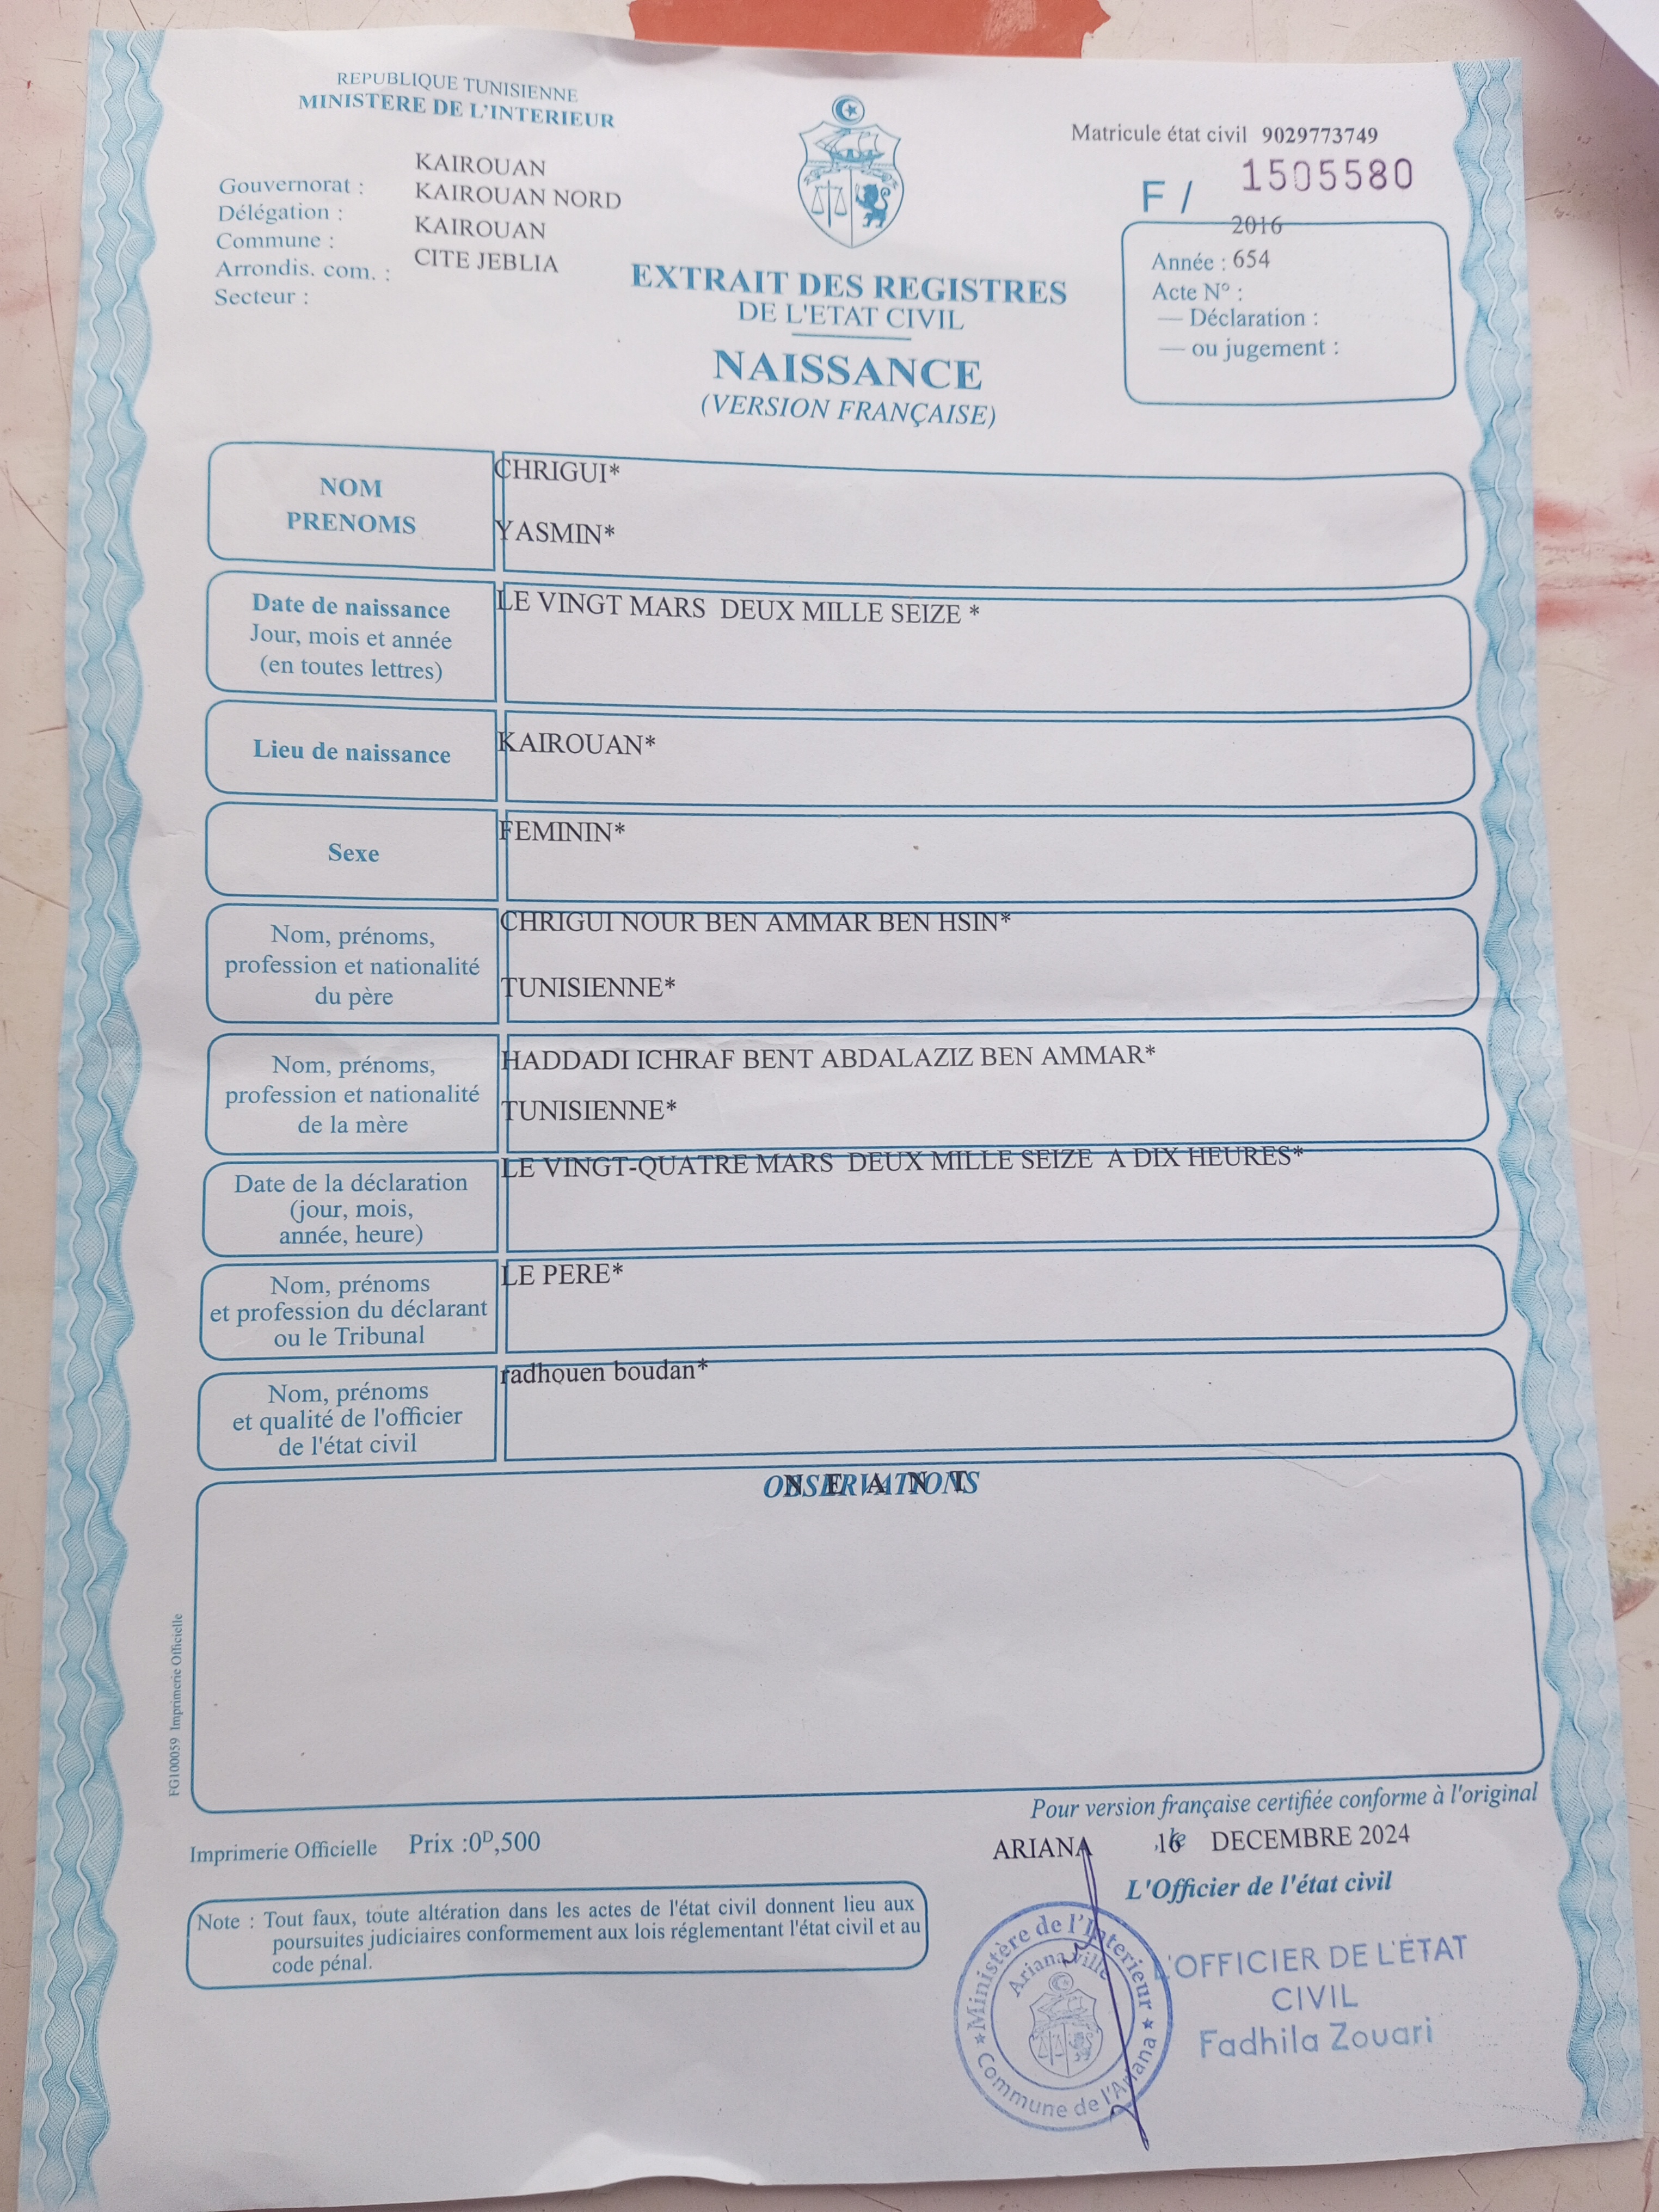 REPUBLIQUE TUNISIENNE
MINISTERE DE L'INTERIEUR
Gouvernorat : KAIROUAN
Délégation : KAIROUAN NORD
Commune : KAIROUAN
Arrondis. com. : CITE JEBLIA
Secteur :
Matricule état civil 9029773749
F / 1505580
2016
Année : 654
Acte N° :
— Déclaration :
— ou jugement :
EXTRAIT DES REGISTRES
DE L'ETAT CIVIL
NAISSANCE
(VERSION FRANÇAISE)
NOM CHRIGUI*
PRENOMS YASMIN*
Date de naissance LE VINGT MARS DEUX MILLE SEIZE *
Jour, mois et année
(en toutes lettres)
Lieu de naissance KAIROUAN*
Sexe FEMININ*
Nom, prénoms, CHRIGUI NOUR BEN AMMAR BEN HSIN*
profession et nationalité
du père TUNISIENNE*
Nom, prénoms, HADDADI ICHRAF BENT ABDALAZIZ BEN AMMAR*
profession et nationalité TUNISIENNE*
de la mère
Date de la déclaration LE VINGT-QUATRE MARS DEUX MILLE SEIZE A DIX HEURES*
(jour, mois,
année, heure)
Nom, prénoms LE PERE*
et profession du déclarant
ou le Tribunal
Nom, prénoms radhouen boudan*
et qualité de l'officier
de l'état civil
OBSERVATIONS
N E A N T
FG100059 Imprimerie Officielle
Pour version française certifiée conforme à l'original
Imprimerie Officielle Prix :0ᴰ,500
ARIANA ,le 16 DECEMBRE 2024
L'Officier de l'état civil
Note : Tout faux, toute altération dans les actes de l'état civil donnent lieu aux
poursuites judiciaires conformement aux lois réglementant l'état civil et au
code pénal.
Ministère de l'Interieur
Ariana ville
Commune de l'Ariana
L'OFFICIER DE L'ÉTAT
CIVIL
Fadhila Zouari